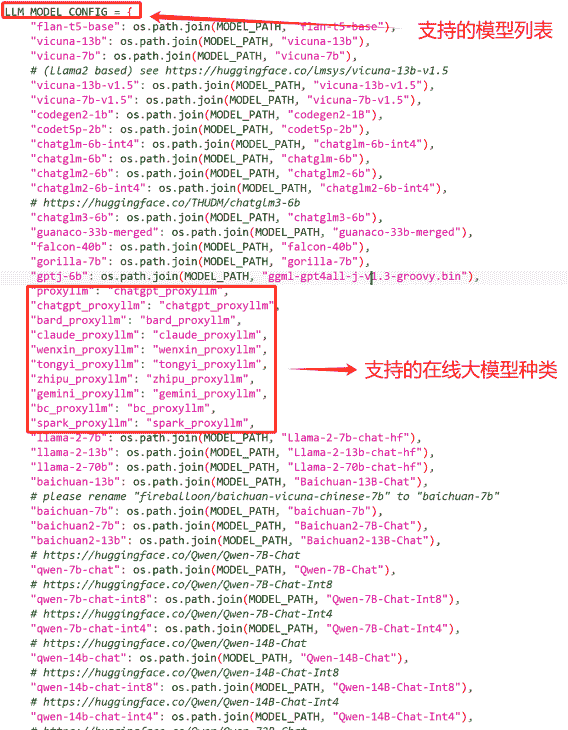 LLM_MODEL_CONFIG = {
支持的模型列表
"flan-t5-base": os.path.join(MODEL_PATH, "flan-t5-base"),
"vicuna-13b": os.path.join(MODEL_PATH, "vicuna-13b"),
"vicuna-7b": os.path.join(MODEL_PATH, "vicuna-7b"),
# (Llama2 based) see https://huggingface.co/lmsys/vicuna-13b-v1.5
"vicuna-13b-v1.5": os.path.join(MODEL_PATH, "vicuna-13b-v1.5"),
"vicuna-7b-v1.5": os.path.join(MODEL_PATH, "vicuna-7b-v1.5"),
"codegen2-1b": os.path.join(MODEL_PATH, "codegen2-1B"),
"codet5p-2b": os.path.join(MODEL_PATH, "codet5p-2b"),
"chatglm-6b-int4": os.path.join(MODEL_PATH, "chatglm-6b-int4"),
"chatglm-6b": os.path.join(MODEL_PATH, "chatglm-6b"),
"chatglm2-6b": os.path.join(MODEL_PATH, "chatglm2-6b"),
"chatglm2-6b-int4": os.path.join(MODEL_PATH, "chatglm2-6b-int4"),
# https://huggingface.co/THUDM/chatglm3-6b
"chatglm3-6b": os.path.join(MODEL_PATH, "chatglm3-6b"),
"guanaco-33b-merged": os.path.join(MODEL_PATH, "guanaco-33b-merged"),
"falcon-40b": os.path.join(MODEL_PATH, "falcon-40b"),
"gorilla-7b": os.path.join(MODEL_PATH, "gorilla-7b"),
"gptj-6b": os.path.join(MODEL_PATH, "ggml-gpt4all-j-v1.3-groovy.bin"),
"proxyllm": "chatgpt_proxyllm",
"chatgpt_proxyllm": "chatgpt_proxyllm",
"bard_proxyllm": "bard_proxyllm",
"claude_proxyllm": "claude_proxyllm",
"wenxin_proxyllm": "wenxin_proxyllm",
"tongyi_proxyllm": "tongyi_proxyllm",
支持的在线大模型种类
"zhipu_proxyllm": "zhipu_proxyllm",
"gemini_proxyllm": "gemini_proxyllm",
"bc_proxyllm": "bc_proxyllm",
"spark_proxyllm": "spark_proxyllm",
"llama-2-7b": os.path.join(MODEL_PATH, "Llama-2-7b-chat-hf"),
"llama-2-13b": os.path.join(MODEL_PATH, "Llama-2-13b-chat-hf"),
"llama-2-70b": os.path.join(MODEL_PATH, "Llama-2-70b-chat-hf"),
"baichuan-13b": os.path.join(MODEL_PATH, "Baichuan-13B-Chat"),
# please rename "fireballoon/baichuan-vicuna-chinese-7b" to "baichuan-7b"
"baichuan-7b": os.path.join(MODEL_PATH, "baichuan-7b"),
"baichuan2-7b": os.path.join(MODEL_PATH, "Baichuan2-7B-Chat"),
"baichuan2-13b": os.path.join(MODEL_PATH, "Baichuan2-13B-Chat"),
# https://huggingface.co/Qwen/Qwen-7B-Chat
"qwen-7b-chat": os.path.join(MODEL_PATH, "Qwen-7B-Chat"),
# https://huggingface.co/Qwen/Qwen-7B-Chat-Int8
"qwen-7b-chat-int8": os.path.join(MODEL_PATH, "Qwen-7B-Chat-Int8"),
# https://huggingface.co/Qwen/Qwen-7B-Chat-Int4
"qwen-7b-chat-int4": os.path.join(MODEL_PATH, "Qwen-7B-Chat-Int4"),
# https://huggingface.co/Qwen/Qwen-14B-Chat
"qwen-14b-chat": os.path.join(MODEL_PATH, "Qwen-14B-Chat"),
# https://huggingface.co/Qwen/Qwen-14B-Chat-Int8
"qwen-14b-chat-int8": os.path.join(MODEL_PATH, "Qwen-14B-Chat-Int8"),
# https://huggingface.co/Qwen/Qwen-14B-Chat-Int4
"qwen-14b-chat-int4": os.path.join(MODEL_PATH, "Qwen-14B-Chat-Int4"),